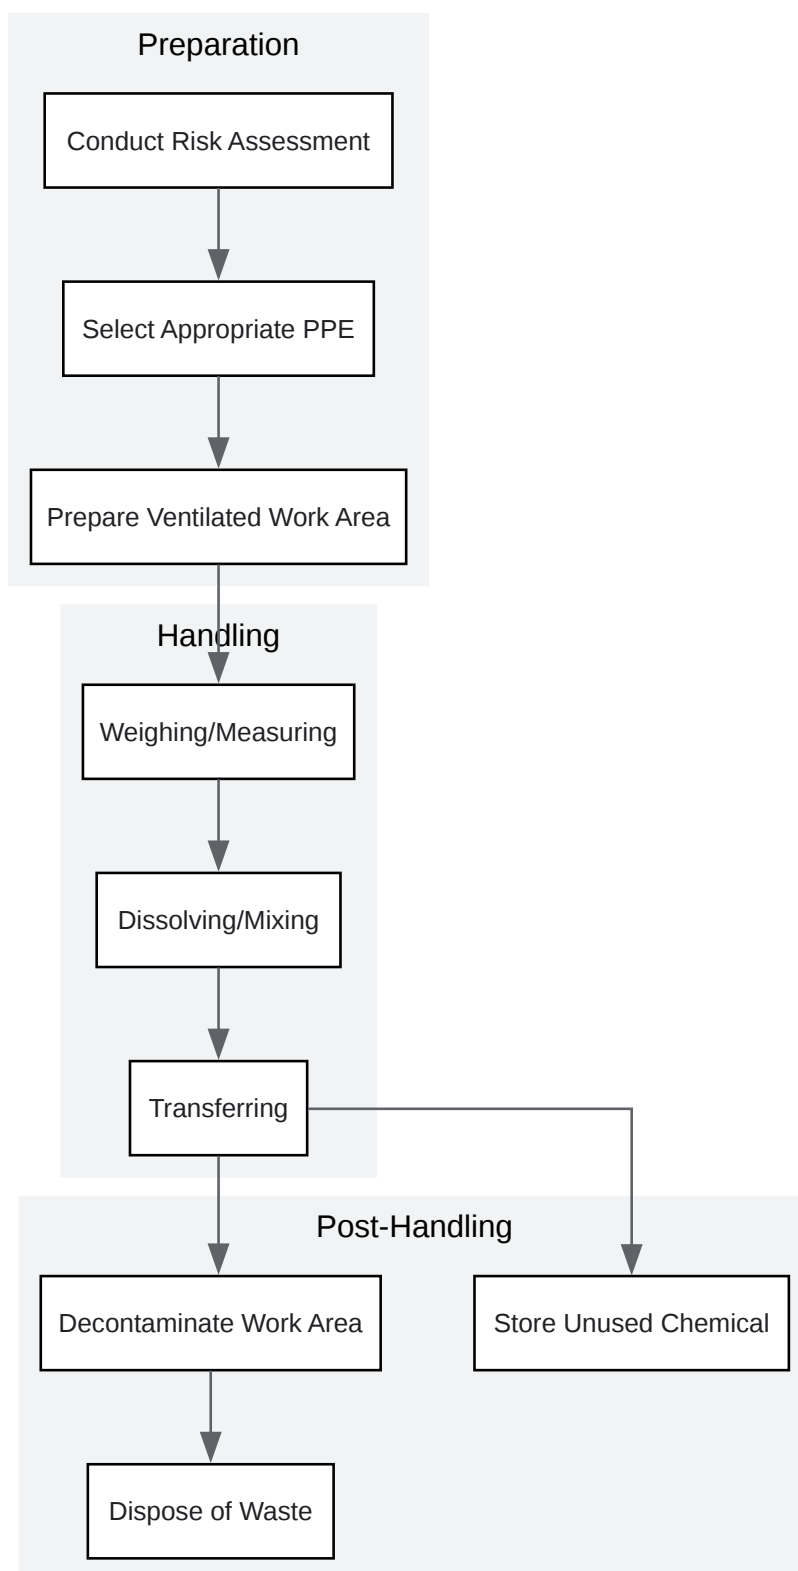 Preparation
Conduct Risk Assessment
Select Appropriate PPE
Prepare Ventilated Work Area
Handling
Weighing/Measuring
Dissolving/Mixing
Transferring
Post-Handling
Decontaminate Work Area
Store Unused Chemical
Dispose of Waste